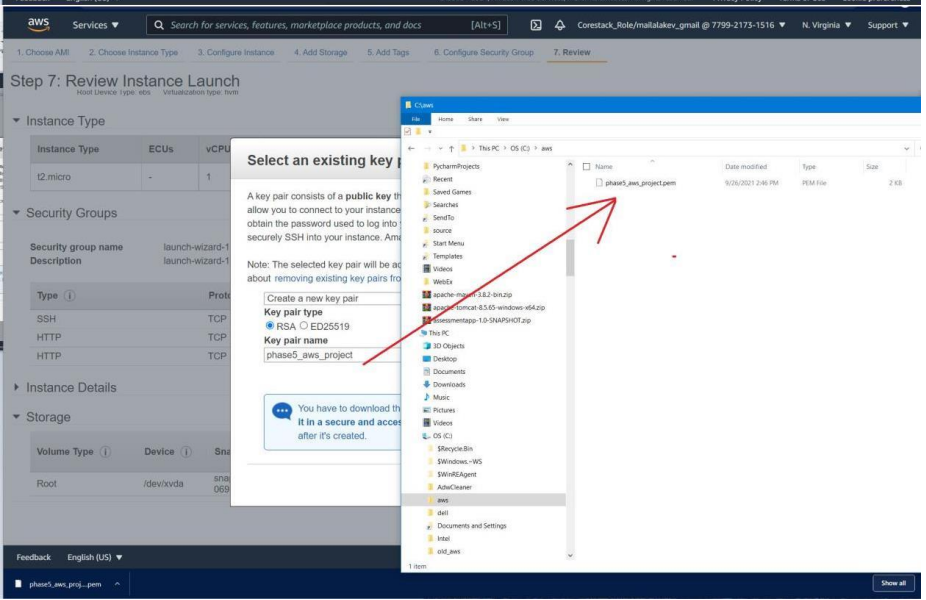 Feedback English (US)
aws Services ▼ Search for services, features, marketplace products, and docs [Alt+S] Corestack_Role/mallalakev_gmail @ 7799-2173-1516 ▼ N. Virginia ▼ Support ▼
1. Choose AMI 2. Choose Instance Type 3. Configure Instance 4. Add Storage 5. Add Tags 6. Configure Security Group 7. Review
Step 7: Review Instance Launch
Root Device Type: ebs Virtualization type: hvm
Instance Type
Instance Type ECUs vCPU
t2.micro - 1
Security Groups
Security group name launch-wizard-1
Description launch-wizard-1
Type Proto
SSH TCP
HTTP TCP
HTTP TCP
Instance Details
Storage
Volume Type Device Sna
Root /dev/xvda snap
069
Select an existing key p
A key pair consists of a public key th
allow you to connect to your instance
obtain the password used to log into
securely SSH into your instance. Ama
Note: The selected key pair will be ad
about removing existing key pairs fro
Create a new key pair
Key pair type
RSA ED25519
Key pair name
phase5_aws_project
You have to download th
it in a secure and acces
after it's created.
C:\aws
File Home Share View
This PC > OS (C:) > aws
Name Date modified Type Size
phase5_aws_project.pem 9/26/2021 2:46 PM PEM File 2 KB
PycharmProjects
Recent
Saved Games
Searches
SendTo
source
Start Menu
Templates
Videos
WebEx
apache-maven-3.8.2-bin.zip
apache-tomcat-8.5.65-windows-x64.zip
assessmentapp-1.0-SNAPSHOT.zip
This PC
3D Objects
Desktop
Documents
Downloads
Music
Pictures
Videos
OS (C:)
$Recycle.Bin
$Windows.~WS
$WinREAgent
AdwCleaner
aws
dell
Documents and Settings
Intel
old_aws
1 item
Feedback English (US) ▼
phase5_aws_proj....pem
Show all